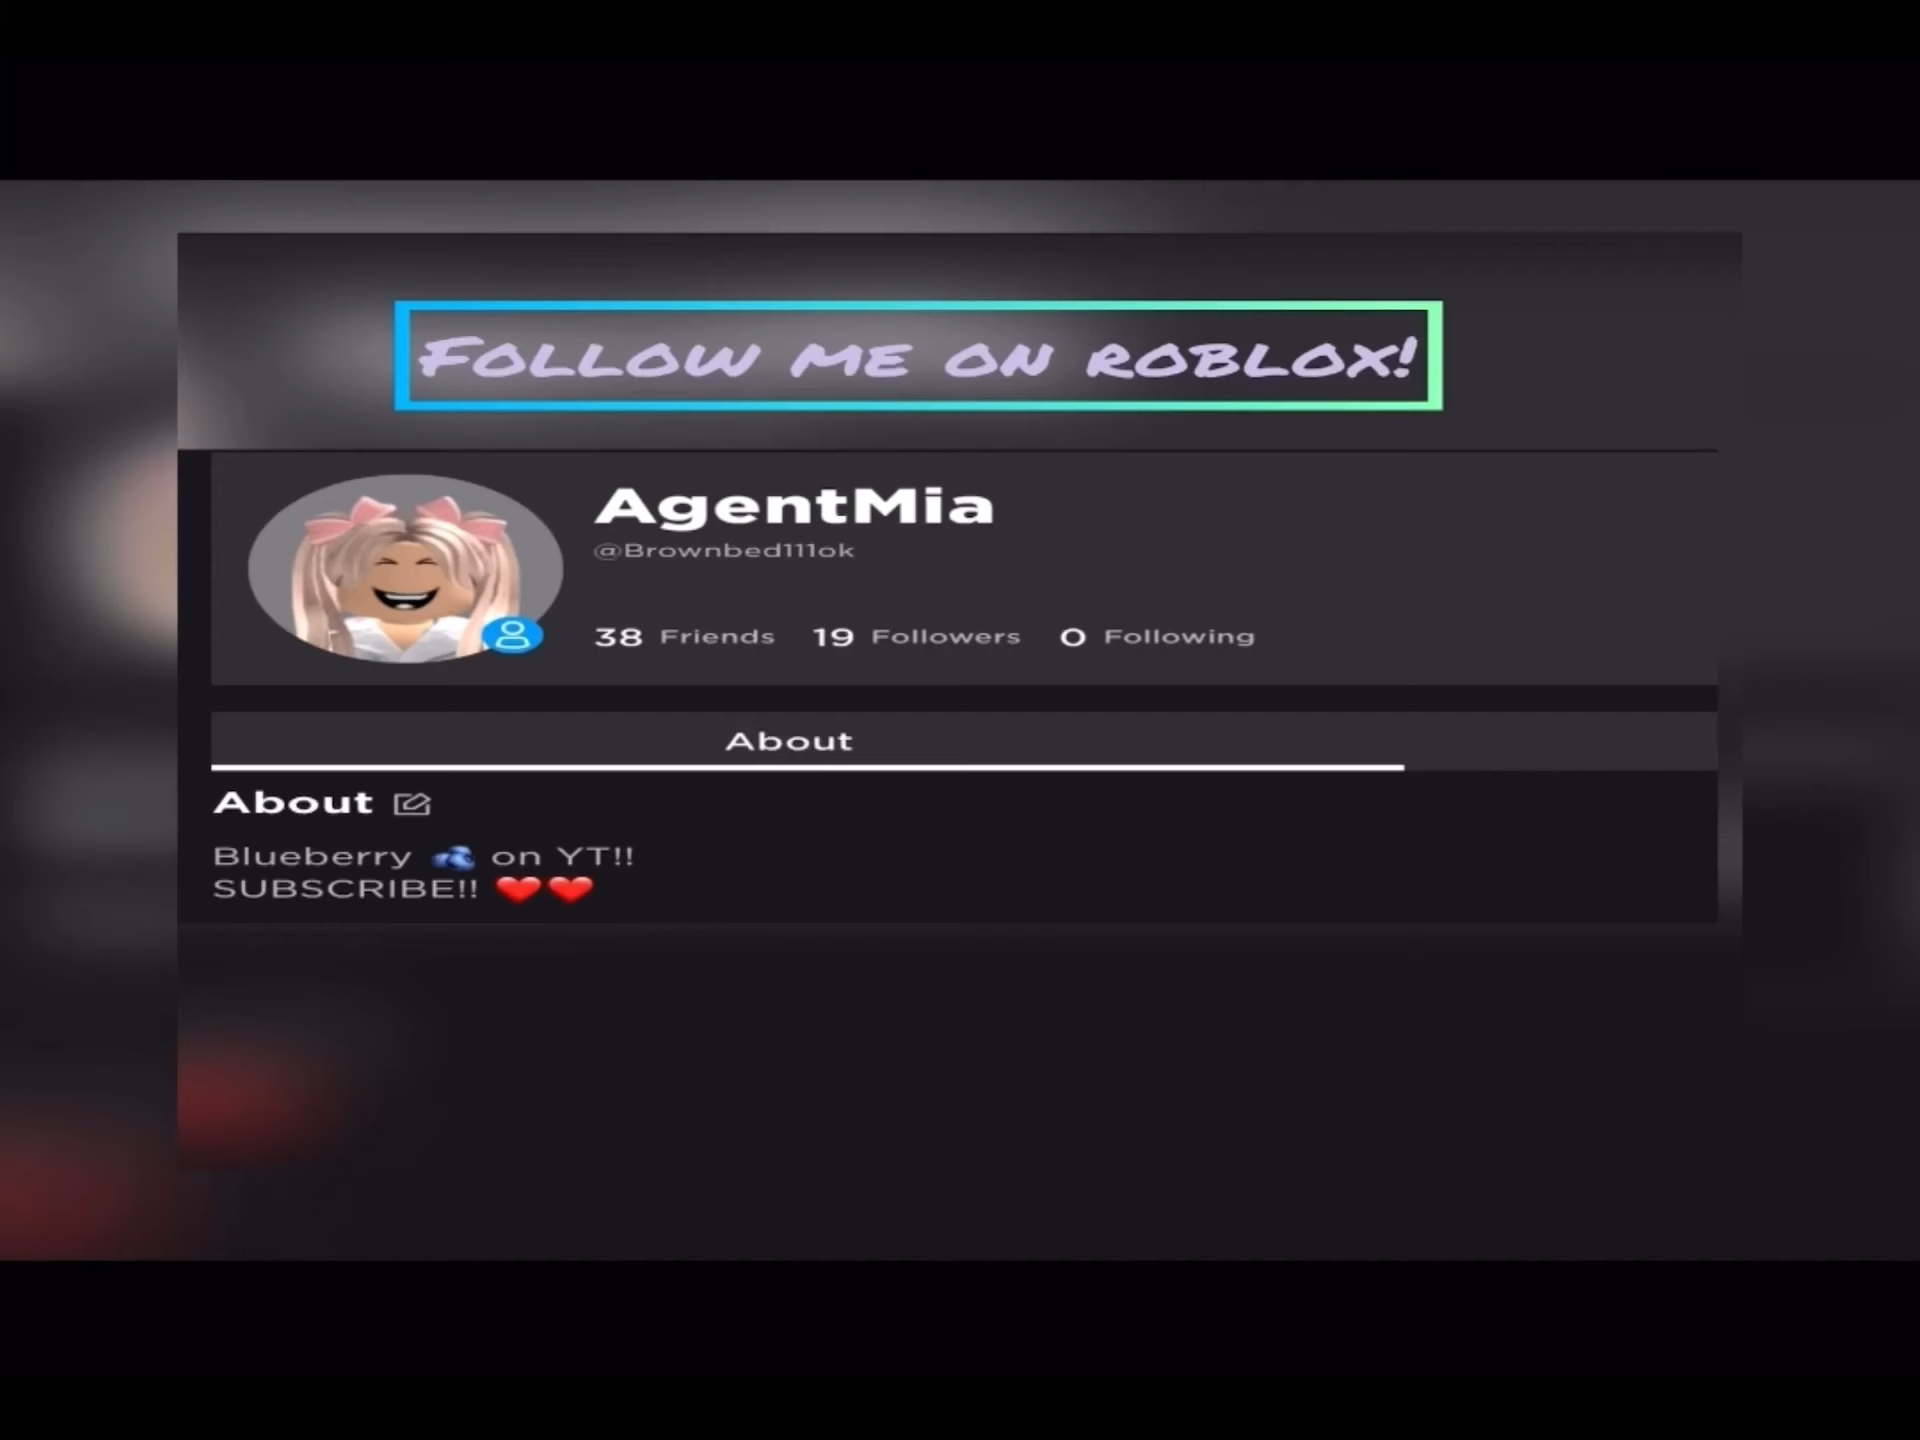 Follow me on roblox!
AgentMia
@Brownbed111ok
38 Friends 19 Followers 0 Following
About
About
Blueberry 🫐 on YT!!
SUBSCRIBE!! ❤️❤️